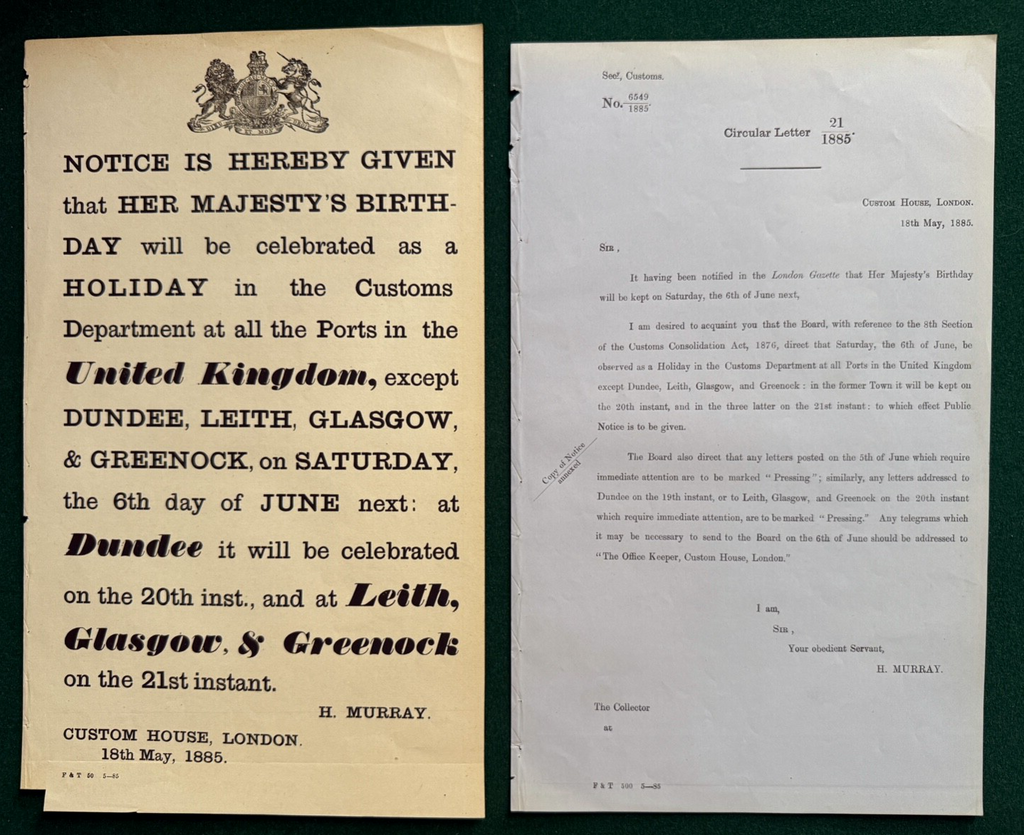 NOTICE IS HEREBY GIVEN
that HER MAJESTY'S BIRTH-
DAY will be celebrated as a
HOLIDAY in the Customs
Department at all the Ports in the
United Kingdom, except
DUNDEE, LEITH, GLASGOW,
& GREENOCK, on SATURDAY,
the 6th day of JUNE next: at
Dundee it will be celebrated
on the 20th inst., and at Leith,
Glasgow, & Greenock
on the 21st instant.
H. MURRAY.
CUSTOM HOUSE, LONDON.
18th May, 1885.
F & T 50 5—85
Secy, Customs.
No. 6549/1885.
Circular Letter 21/1885.
CUSTOM HOUSE, LONDON.
18th May, 1885.
SIR,
It having been notified in the London Gazette that Her Majesty's Birthday
will be kept on Saturday, the 6th of June next,
I am desired to acquaint you that the Board, with reference to the 8th Section
of the Customs Consolidation Act, 1876, direct that Saturday, the 6th of June, be
observed as a Holiday in the Customs Department at all Ports in the United Kingdom
except Dundee, Leith, Glasgow, and Greenock: in the former Town it will be kept on
the 20th instant, and in the three latter on the 21st instant: to which effect Public
Notice is to be given.
Copy of Notice
annexed
The Board also direct that any letters posted on the 5th of June which require
immediate attention are to be marked "Pressing"; similarly, any letters addressed to
Dundee on the 19th instant, or to Leith, Glasgow, and Greenock on the 20th instant
which require immediate attention, are to be marked "Pressing." Any telegrams which
it may be necessary to send to the Board on the 6th of June should be addressed to
"The Office Keeper, Custom House, London."
I am,
SIR,
Your obedient Servant,
H. MURRAY.
The Collector
at
F & T 500 5—85